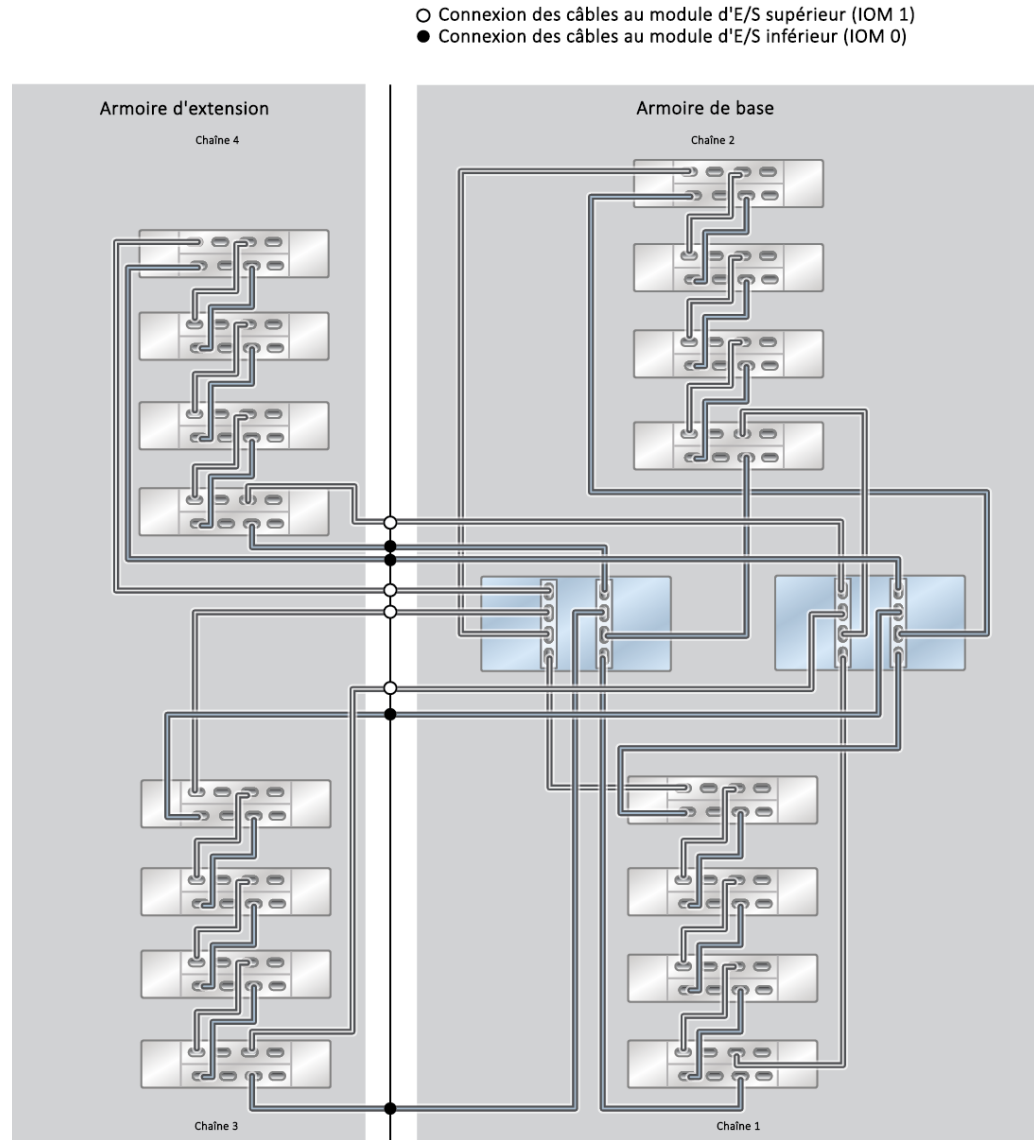 Connexion des câbles au module d'E/S supérieur (IOM 1)
Connexion des câbles au module d'E/S inférieur (IOM 0)
Armoire d'extension
Armoire de base
Chaîne 4
Chaîne 2
Chaîne 3
Chaîne 1